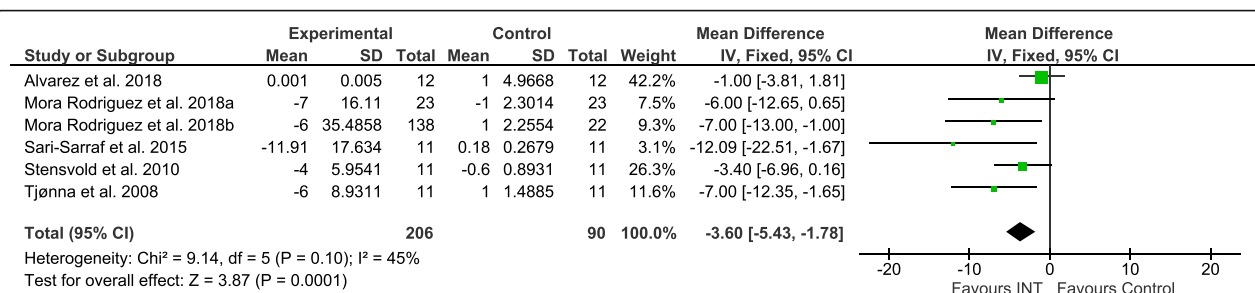 Experimental Control Mean Difference Mean Difference
Study or Subgroup Mean SD Total Mean SD Total Weight IV, Fixed, 95% CI IV, Fixed, 95% CI
Alvarez et al. 2018 0.001 0.005 12 1 4.9668 12 42.2% -1.00 [-3.81, 1.81]
Mora Rodriguez et al. 2018a -7 16.11 23 -1 2.3014 23 7.5% -6.00 [-12.65, 0.65]
Mora Rodriguez et al. 2018b -6 35.4858 138 1 2.2554 22 9.3% -7.00 [-13.00, -1.00]
Sari-Sarraf et al. 2015 -11.91 17.634 11 0.18 0.2679 11 3.1% -12.09 [-22.51, -1.67]
Stensvold et al. 2010 -4 5.9541 11 -0.6 0.8931 11 26.3% -3.40 [-6.96, 0.16]
Tjønna et al. 2008 -6 8.9311 11 1 1.4885 11 11.6% -7.00 [-12.35, -1.65]
Total (95% CI) 206 90 100.0% -3.60 [-5.43, -1.78]
Heterogeneity: Chi² = 9.14, df = 5 (P = 0.10); I² = 45%
Test for overall effect: Z = 3.87 (P = 0.0001)
-20 -10 0 10 20
Favours INT Favours Control